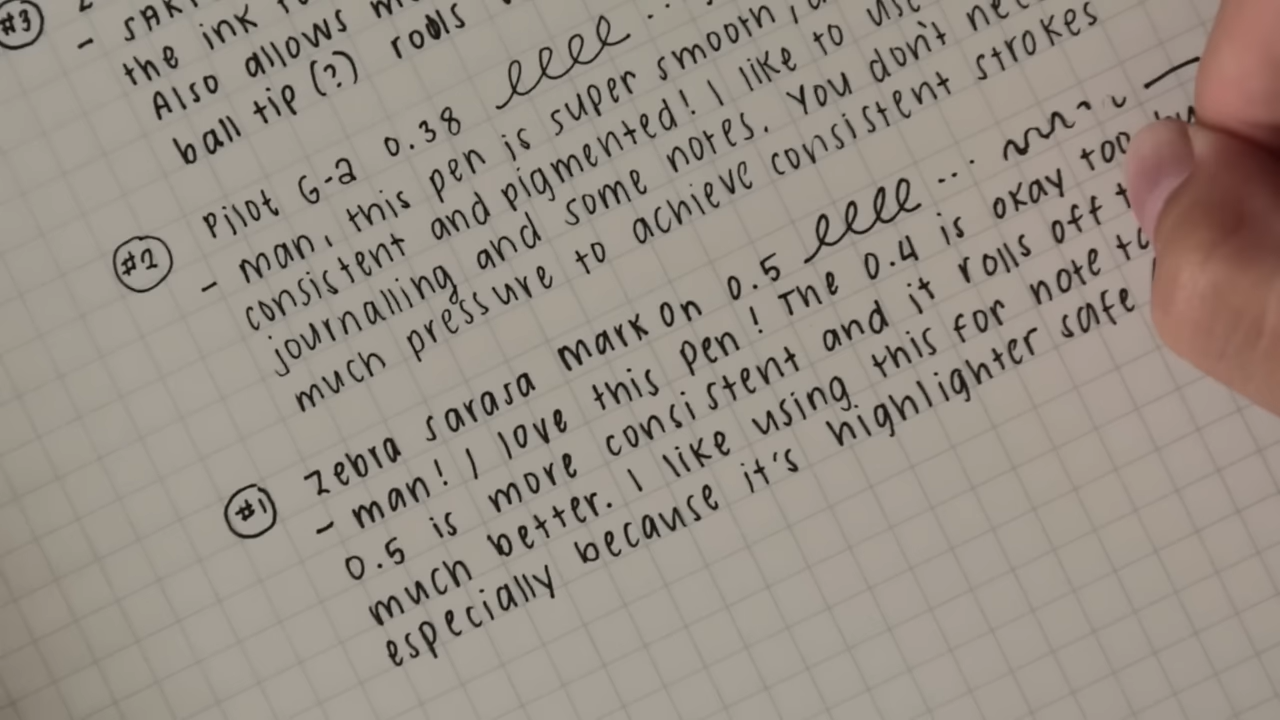 #3
- SAK
the ink
Also allows
ball tip (?) rolls
#2 Pilot G-2 0.38
- man, this pen is super smooth,
consistent and pigmented! I like to use
journalling and some notes. You don't
much pressure to achieve consistent strokes
#1 Zebra sarasa mark on 0.5
- man! I love this pen! The 0.4 is okay too
0.5 is more consistent and it rolls off
much better. I like using this for note
especially because it's highlighter safe